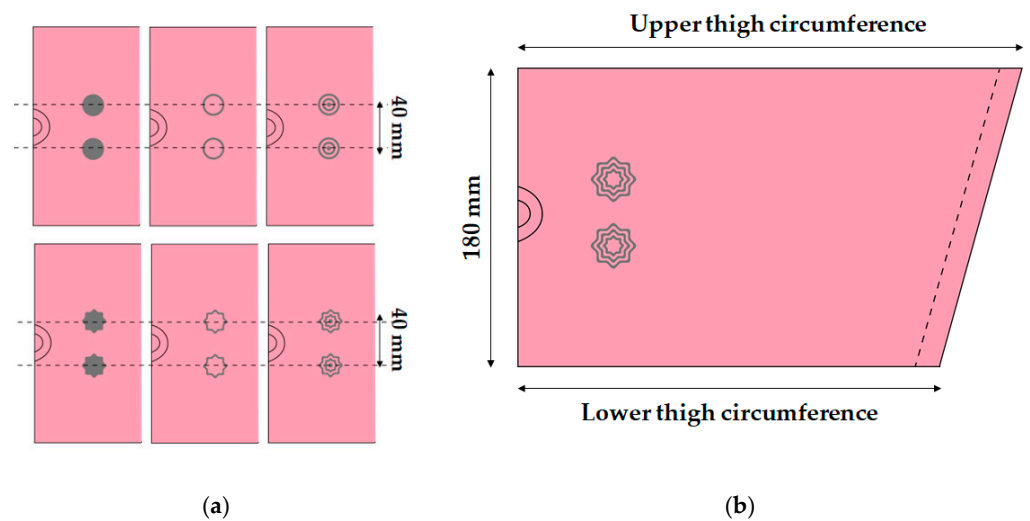 Upper thigh circumference
40 mm
180 mm
40 mm
Lower thigh circumference
(a)
(b)